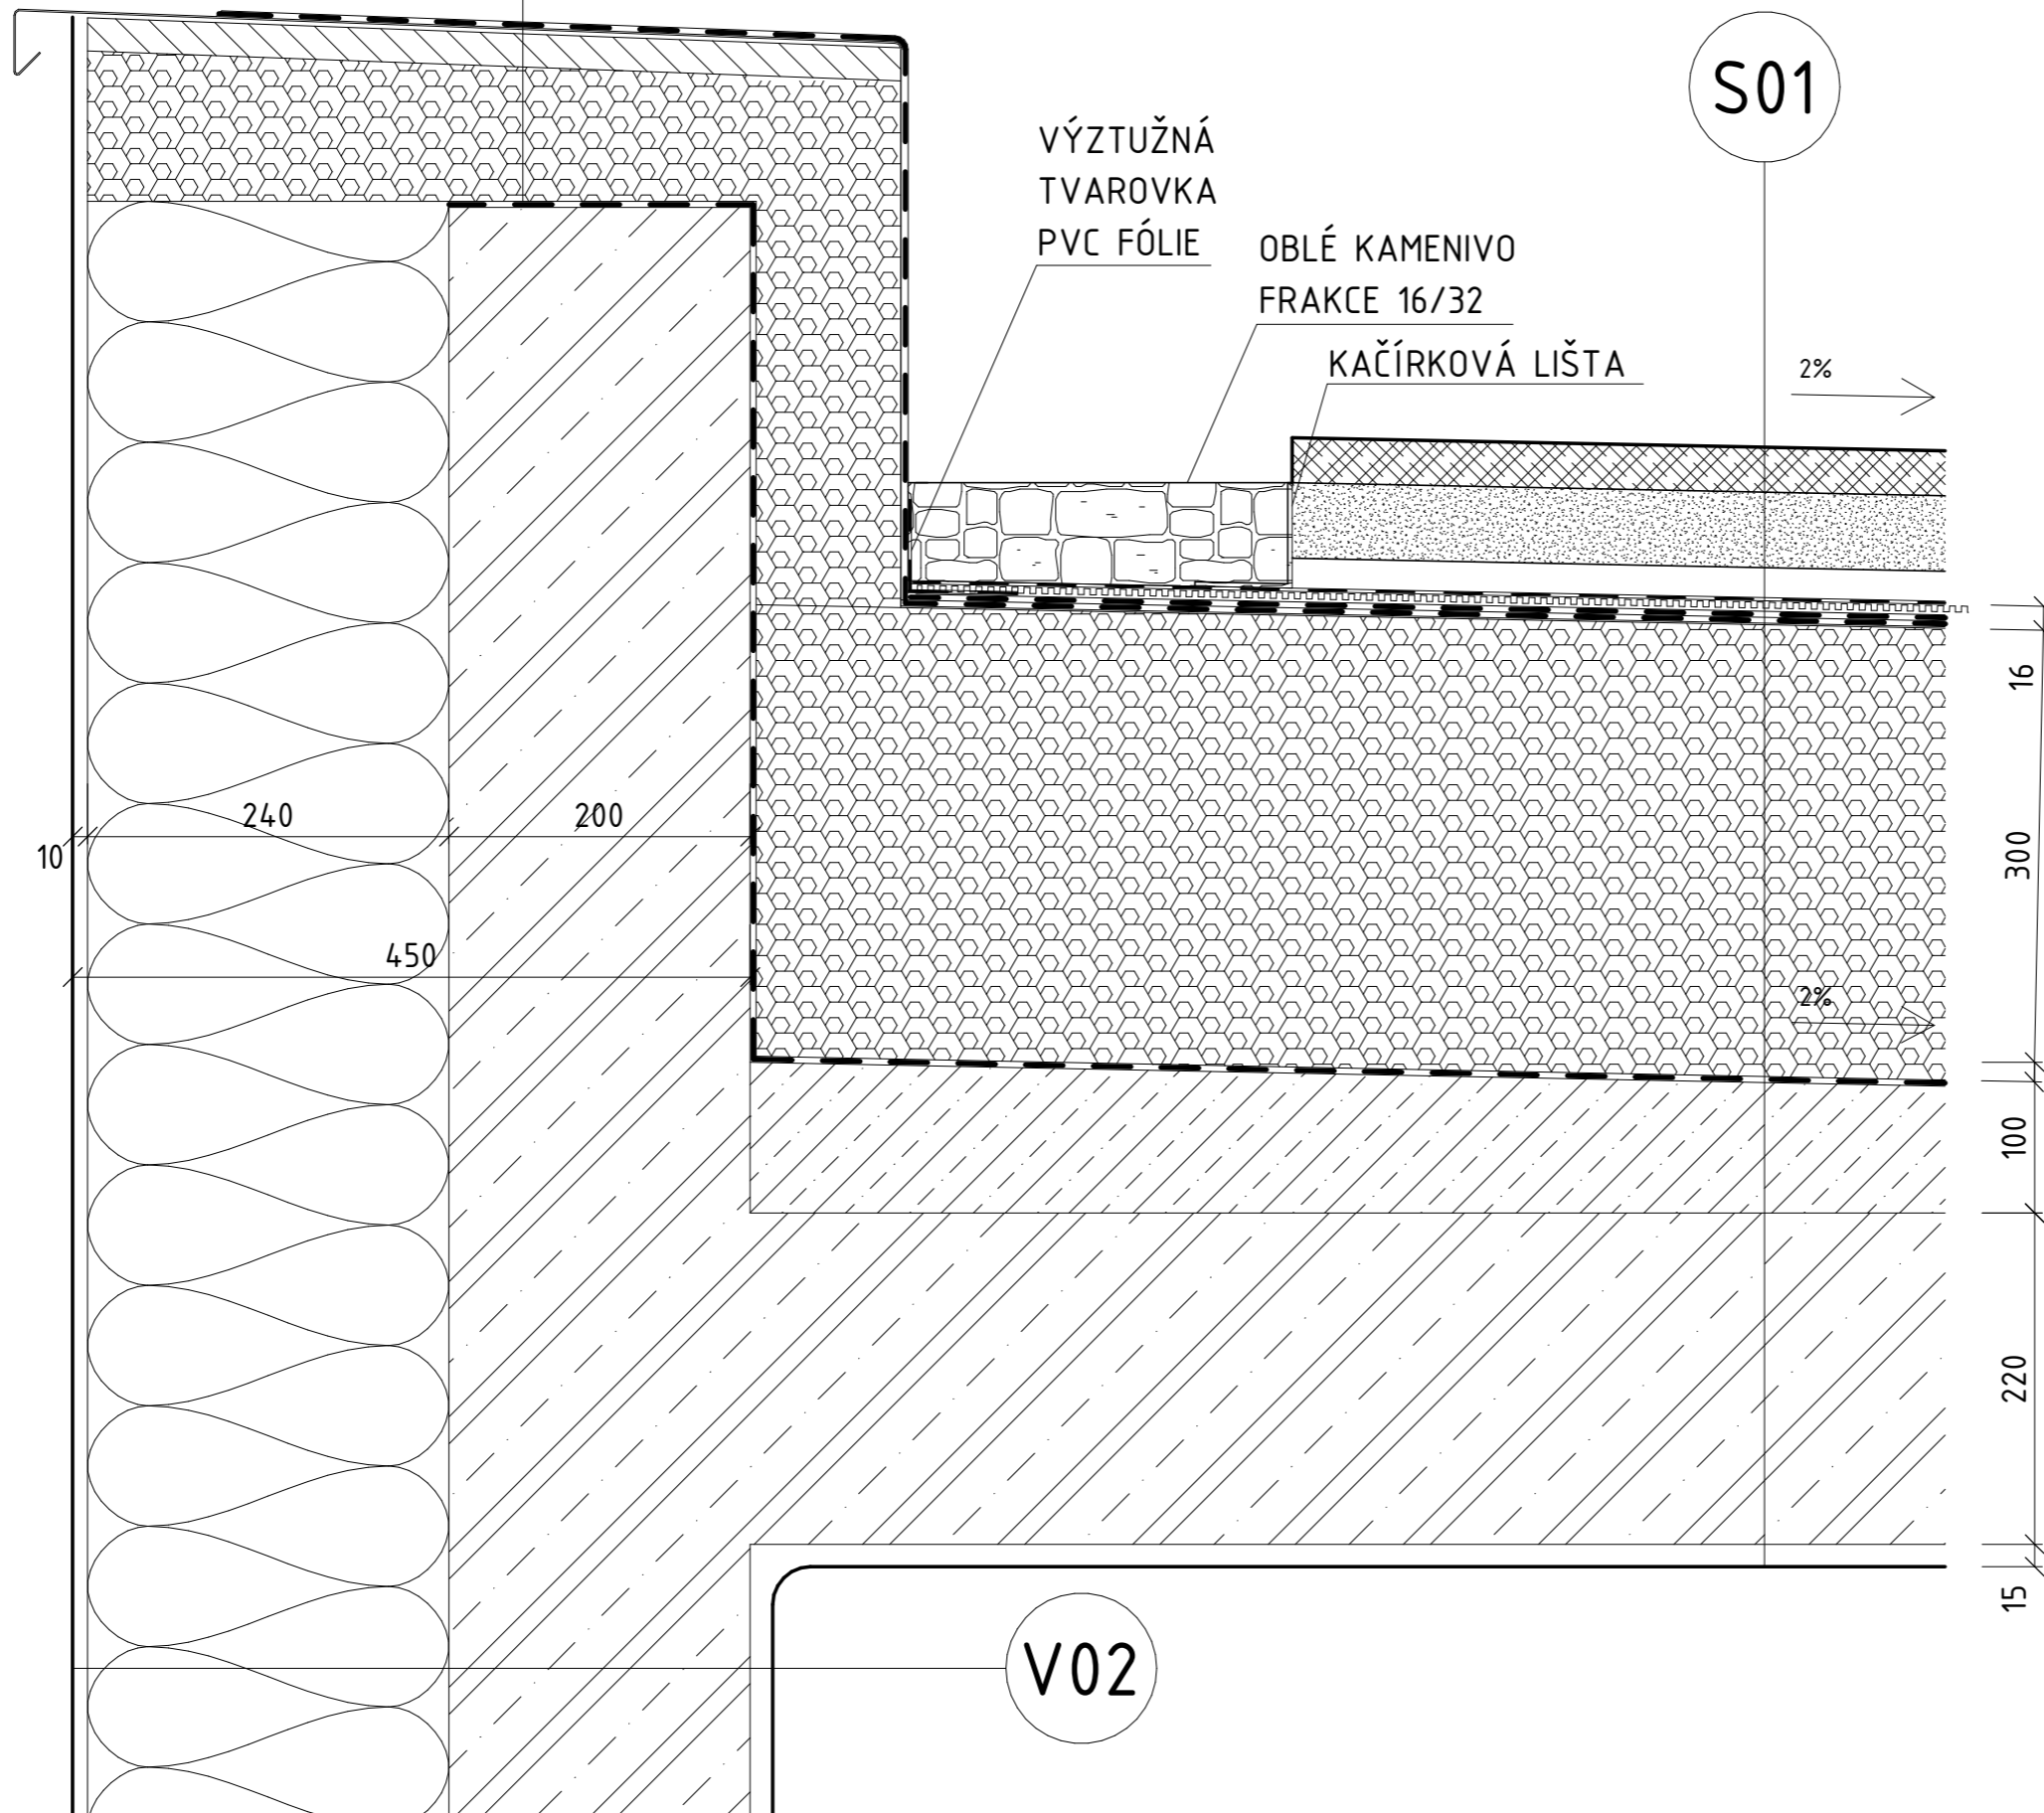 S01
VÝZTUŽNÁ
TVAROVKA
PVC FÓLIE
OBLÉ KAMENIVO
FRAKCE 16/32
KAČÍRKOVÁ LIŠTA
2%
16
240
200
10
300
450
2%
100
220
15
V02